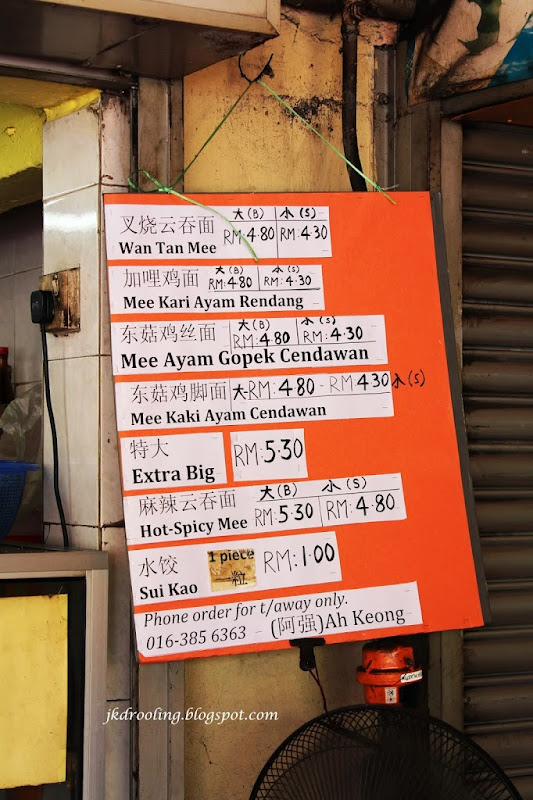 叉烧云吞面 大(B) 小(S)
Wan Tan Mee RM:4.80 RM:4.30
加哩鸡面 大(B) 小(S)
RM:4.80 RM:4.30
Mee Kari Ayam Rendang
东菇鸡丝面 大(B) 小(S)
RM:4.80 RM:4.30
Mee Ayam Gopek Cendawan
东菇鸡脚面 大-RM:4.80 - RM 4.30 小(S)
Mee Kaki Ayam Cendawan
特大
Extra Big RM:5.30
麻辣云吞面 大(B) 小(S)
Hot-Spicy Mee RM:5.30 RM:4.80
水饺 1 piece RM:1.00
Sui Kao 一粒
Phone order for t/away only.
016-385 6363 (阿强)Ah Keong
jkdrooling.blogspot.com